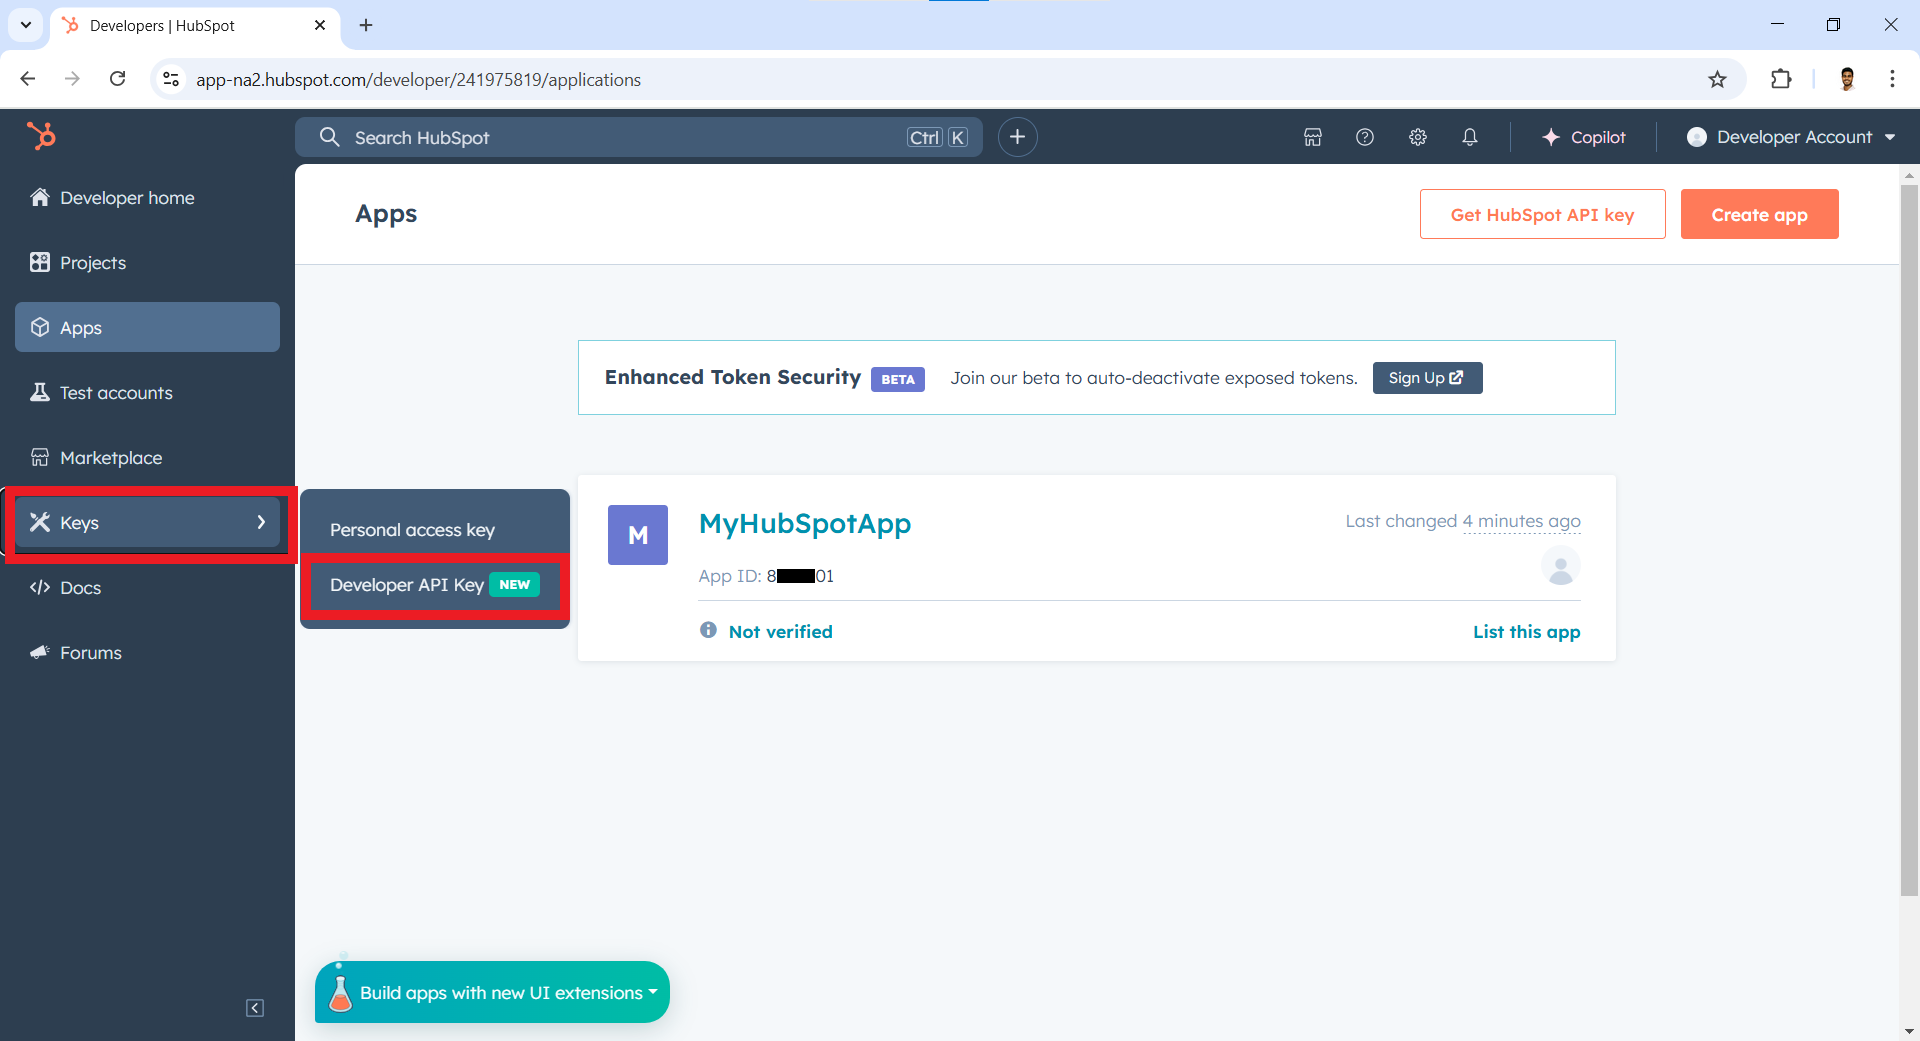 Developers | HubSpot
app-na2.hubspot.com/developer/241975819/applications
Search HubSpot Ctrl K
Copilot
Developer Account
Developer home
Projects
Apps
Test accounts
Marketplace
Keys
Docs
Forums
Personal access key
Developer API Key NEW
Apps
Get HubSpot API key
Create app
Enhanced Token Security BETA Join our beta to auto-deactivate exposed tokens. Sign Up
M
MyHubSpotApp
Last changed 4 minutes ago
App ID: 8 01
Not verified
List this app
Build apps with new UI extensions